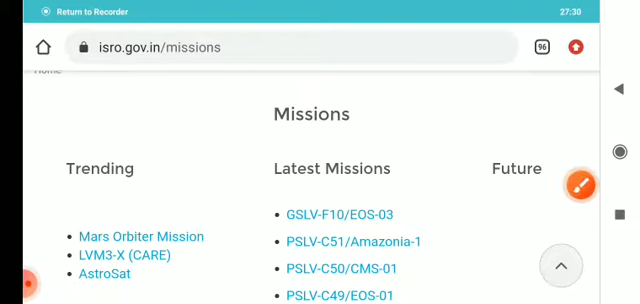 Return to Recorder 27:30
isro.gov.in/missions 96
Home
Missions
Trending
Latest Missions
Future
Mars Orbiter Mission
LVM3-X (CARE)
AstroSat
GSLV-F10/EOS-03
PSLV-C51/Amazonia-1
PSLV-C50/CMS-01
PSLV-C49/EOS-01